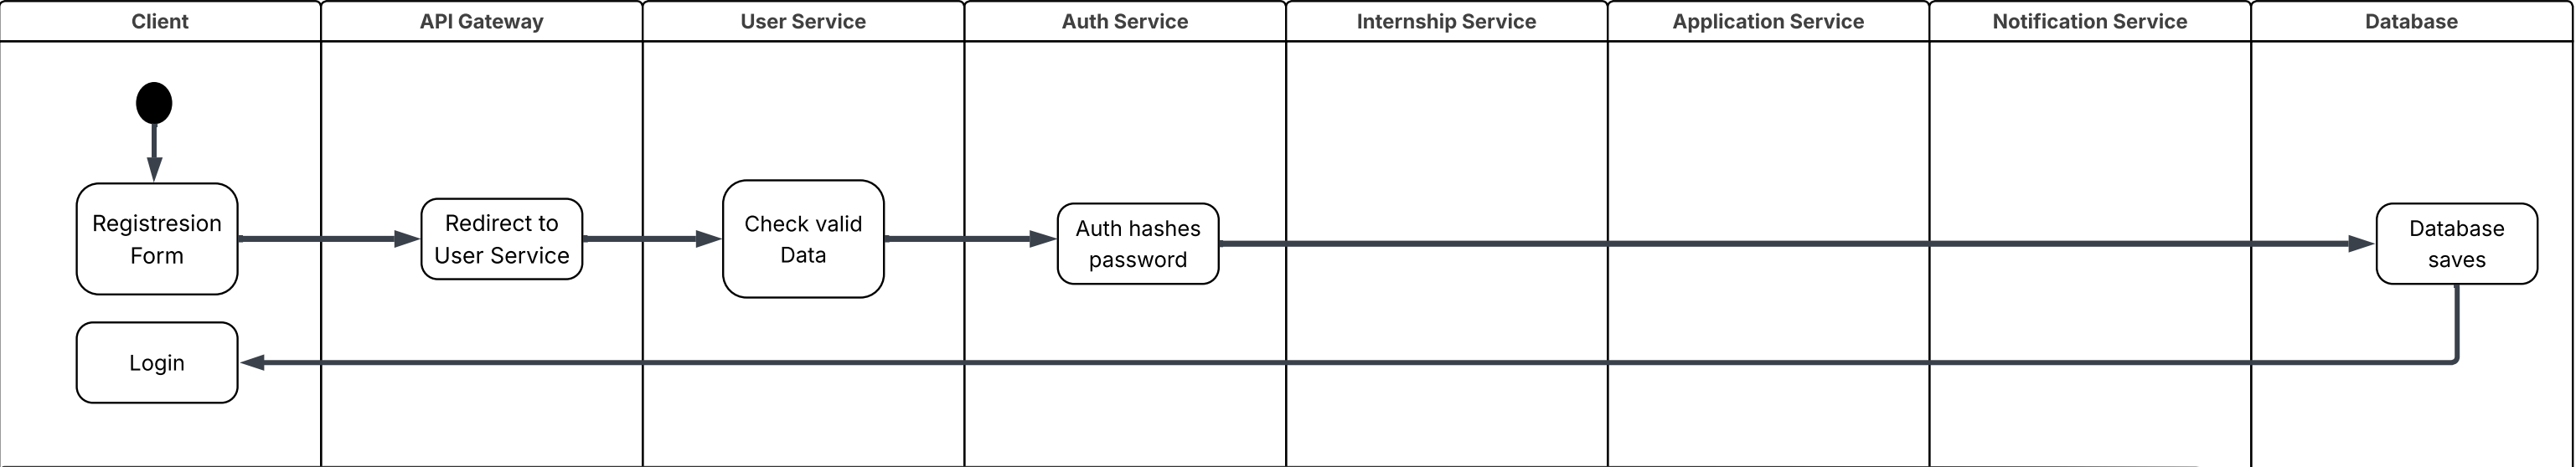 Client
API Gateway
User Service
Auth Service
Internship Service
Application Service
Notification Service
Database
Registresion
Form
Redirect to
User Service
Check valid
Data
Auth hashes
password
Database
saves
Login